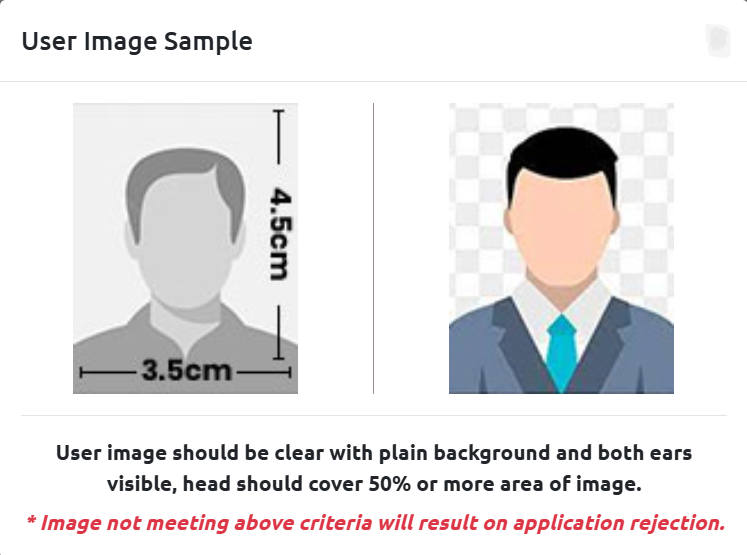 User Image Sample
4.5cm
3.5cm
User image should be clear with plain background and both ears
visible, head should cover 50% or more area of image.
* Image not meeting above criteria will result on application rejection.